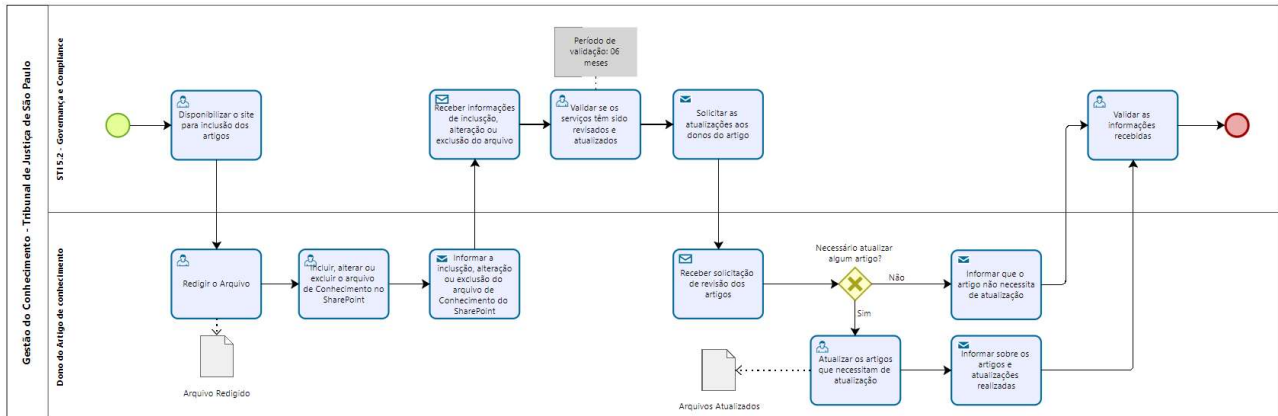 Gestão do Conhecimento - Tribunal de Justiça de São Paulo
STI 5.2 - Governança e Compliance
Disponibilizar o site
para inclusão dos
artigos
Receber informações
de inclusção,
alteração ou
exclusão do arquivo
Período de
validação: 06
meses
Validar se os
serviços têm sido
revisados e
atualizados
Solicitar as
atualizações aos
donos do artigo
Validar as
informações
recebidas
Dono do Artigo de conhecimento
Redigir o Arquivo
Arquivo Redigido
Incluir, alterar ou
excluir o arquivo
de Conhecimento no
SharePoint
Informar a
inclusção, alteração
ou exclusão do
arquivo de
Conhecimento do
SharePoint
Receber solicitação
de revisão dos
artigos
Necessário atualizar
algum artigo?
Não
Informar que o
artigo não necessita
de atualização
Sim
Atualizar os artigos
que necessitam de
atualização
Arquivos Atualizados
Informar sobre os
artigos e
atualizações
realizadas